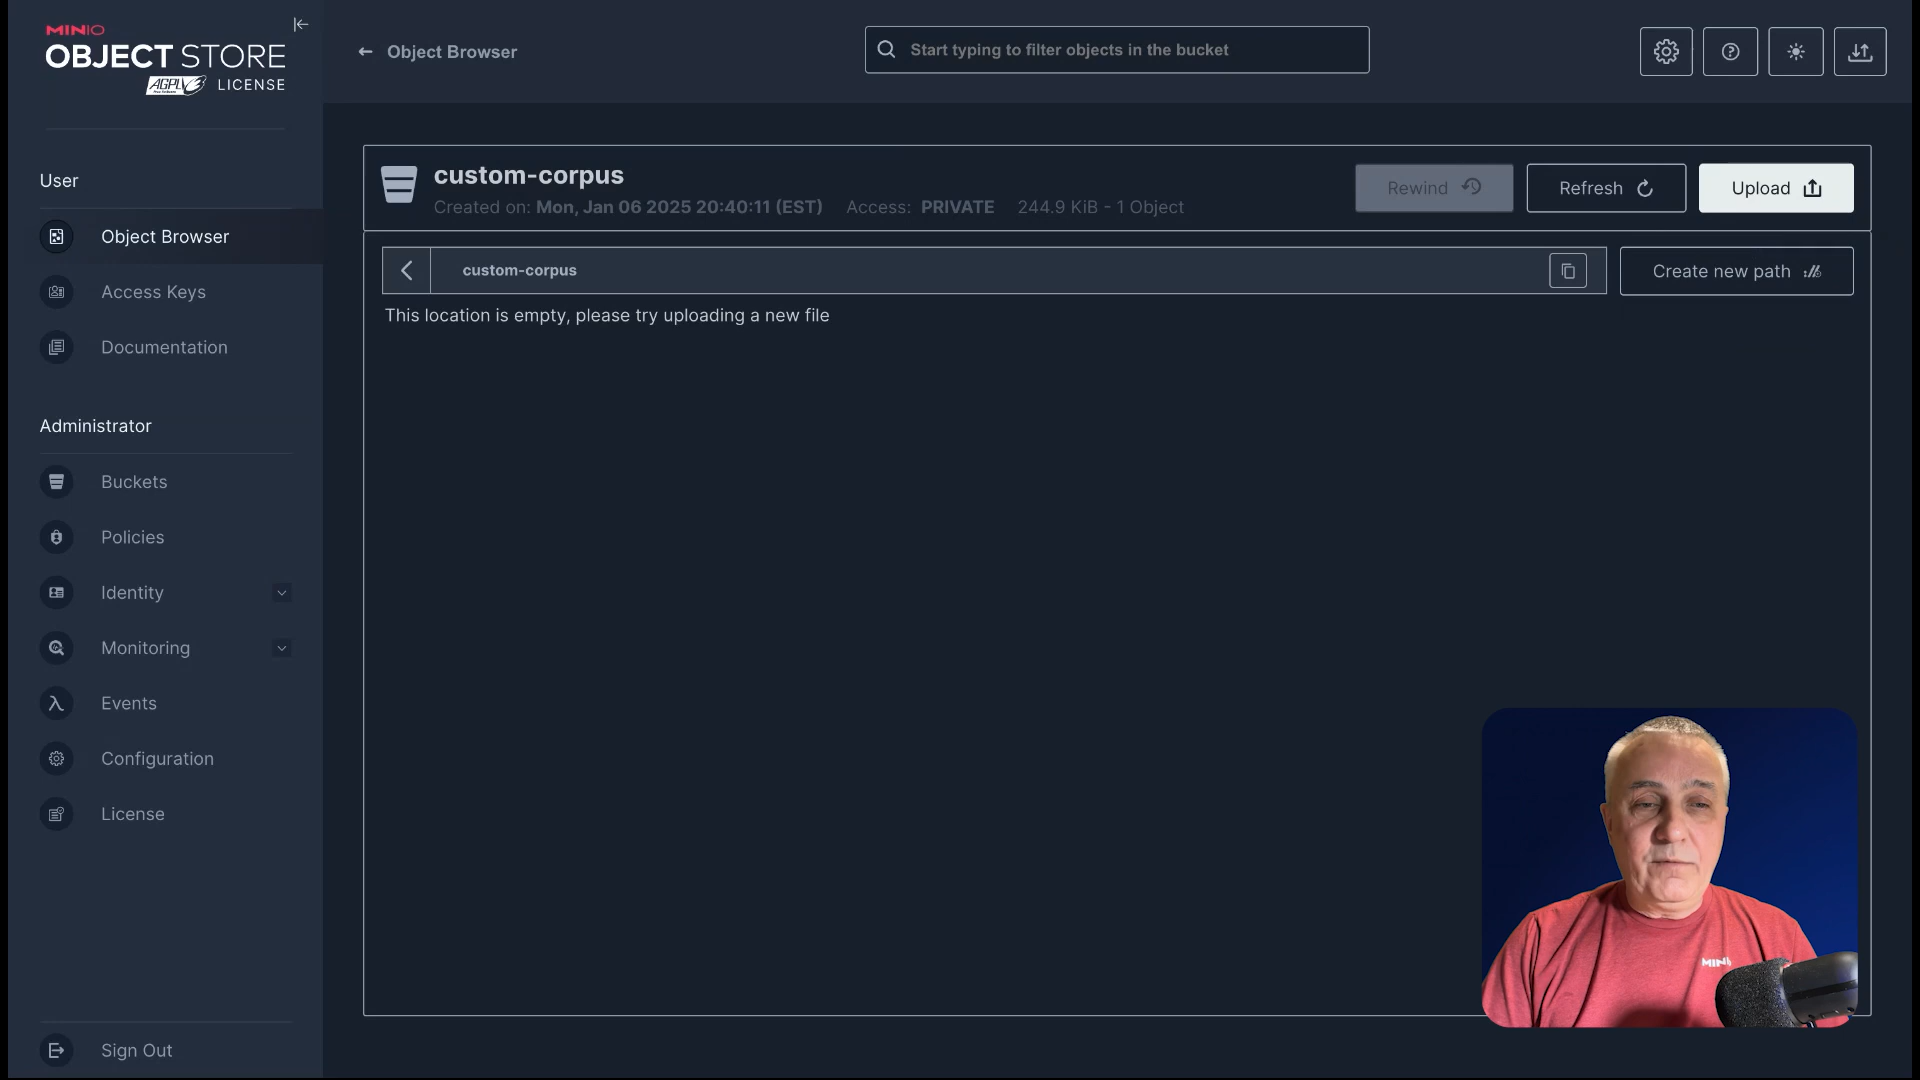 MINIO
OBJECT STORE
AGPLv3 LICENSE
User
Object Browser
Access Keys
Documentation
Administrator
Buckets
Policies
Identity
Monitoring
Events
Configuration
License
Sign Out
← Object Browser
Start typing to filter objects in the bucket
custom-corpus
Created on: Mon, Jan 06 2025 20:40:11 (EST) Access: PRIVATE 244.9 KiB - 1 Object
Rewind
Refresh
Upload
custom-corpus
Create new path
This location is empty, please try uploading a new file
MINIO